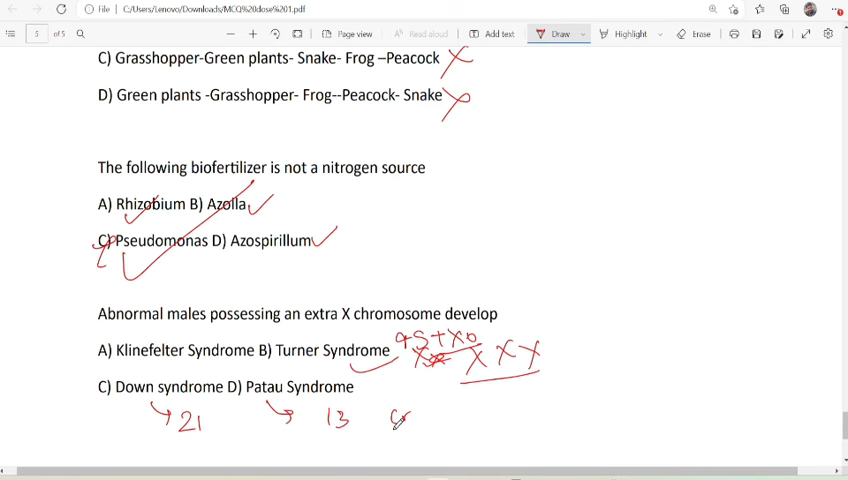 File
C:/Users/Lenovo/Downloads/MCQ%20dose%201.pdf
5 of 5
Page view
Read aloud
Add text
Draw
Highlight
Erase
C) Grasshopper-Green plants- Snake- Frog –Peacock
D) Green plants -Grasshopper- Frog--Peacock- Snake
The following biofertilizer is not a nitrogen source
A) Rhizobium B) Azolla
C) Pseudomonas D) Azospirillum
Abnormal males possessing an extra X chromosome develop
45+X0
A) Klinefelter Syndrome B) Turner Syndrome
X X X
C) Down syndrome D) Patau Syndrome
21 13